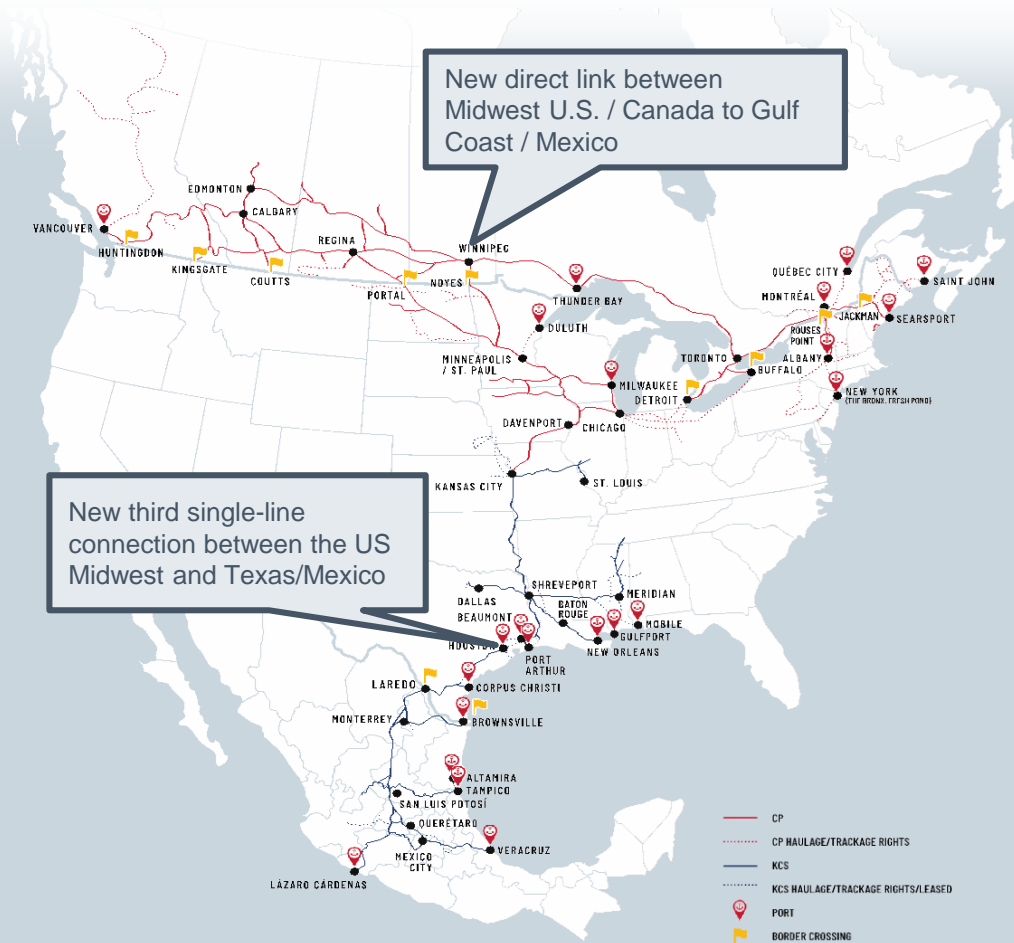 New direct link between
Midwest U.S. / Canada to Gulf
Coast / Mexico
EDMONTON
CALGARY
VANCOUVER
HUNTINGDON
KINGSGATE
COUTTS
REGINA
WINNIPEG
PORTAL
NOYES
THUNDER BAY
DULUTH
QUÉBEC CITY
SAINT JOHN
MONTRÉAL
JACKMAN
SEARSPORT
ROUSES
POINT
MINNEAPOLIS
/ ST. PAUL
TORONTO
ALBANY
BUFFALO
MILWAUKEE
DETROIT
NEW YORK
(THE BRONX, FRESH POND)
DAVENPORT
CHICAGO
KANSAS CITY
ST. LOUIS
New third single-line
connection between the US
Midwest and Texas/Mexico
SHREVEPORT
MERIDIAN
DALLAS
BATON
ROUGE
BEAUMONT
MOBILE
GULFPORT
HOUSTON
NEW ORLEANS
PORT
ARTHUR
LAREDO
CORPUS CHRISTI
MONTERREY
BROWNSVILLE
ALTAMIRA
TAMPICO
SAN LUIS POTOSÍ
QUERÉTARO
MEXICO
CITY
VERACRUZ
LÁZARO CÁRDENAS
CP
CP HAULAGE/TRACKAGE RIGHTS
KCS
KCS HAULAGE/TRACKAGE RIGHTS/LEASED
PORT
BORDER CROSSING